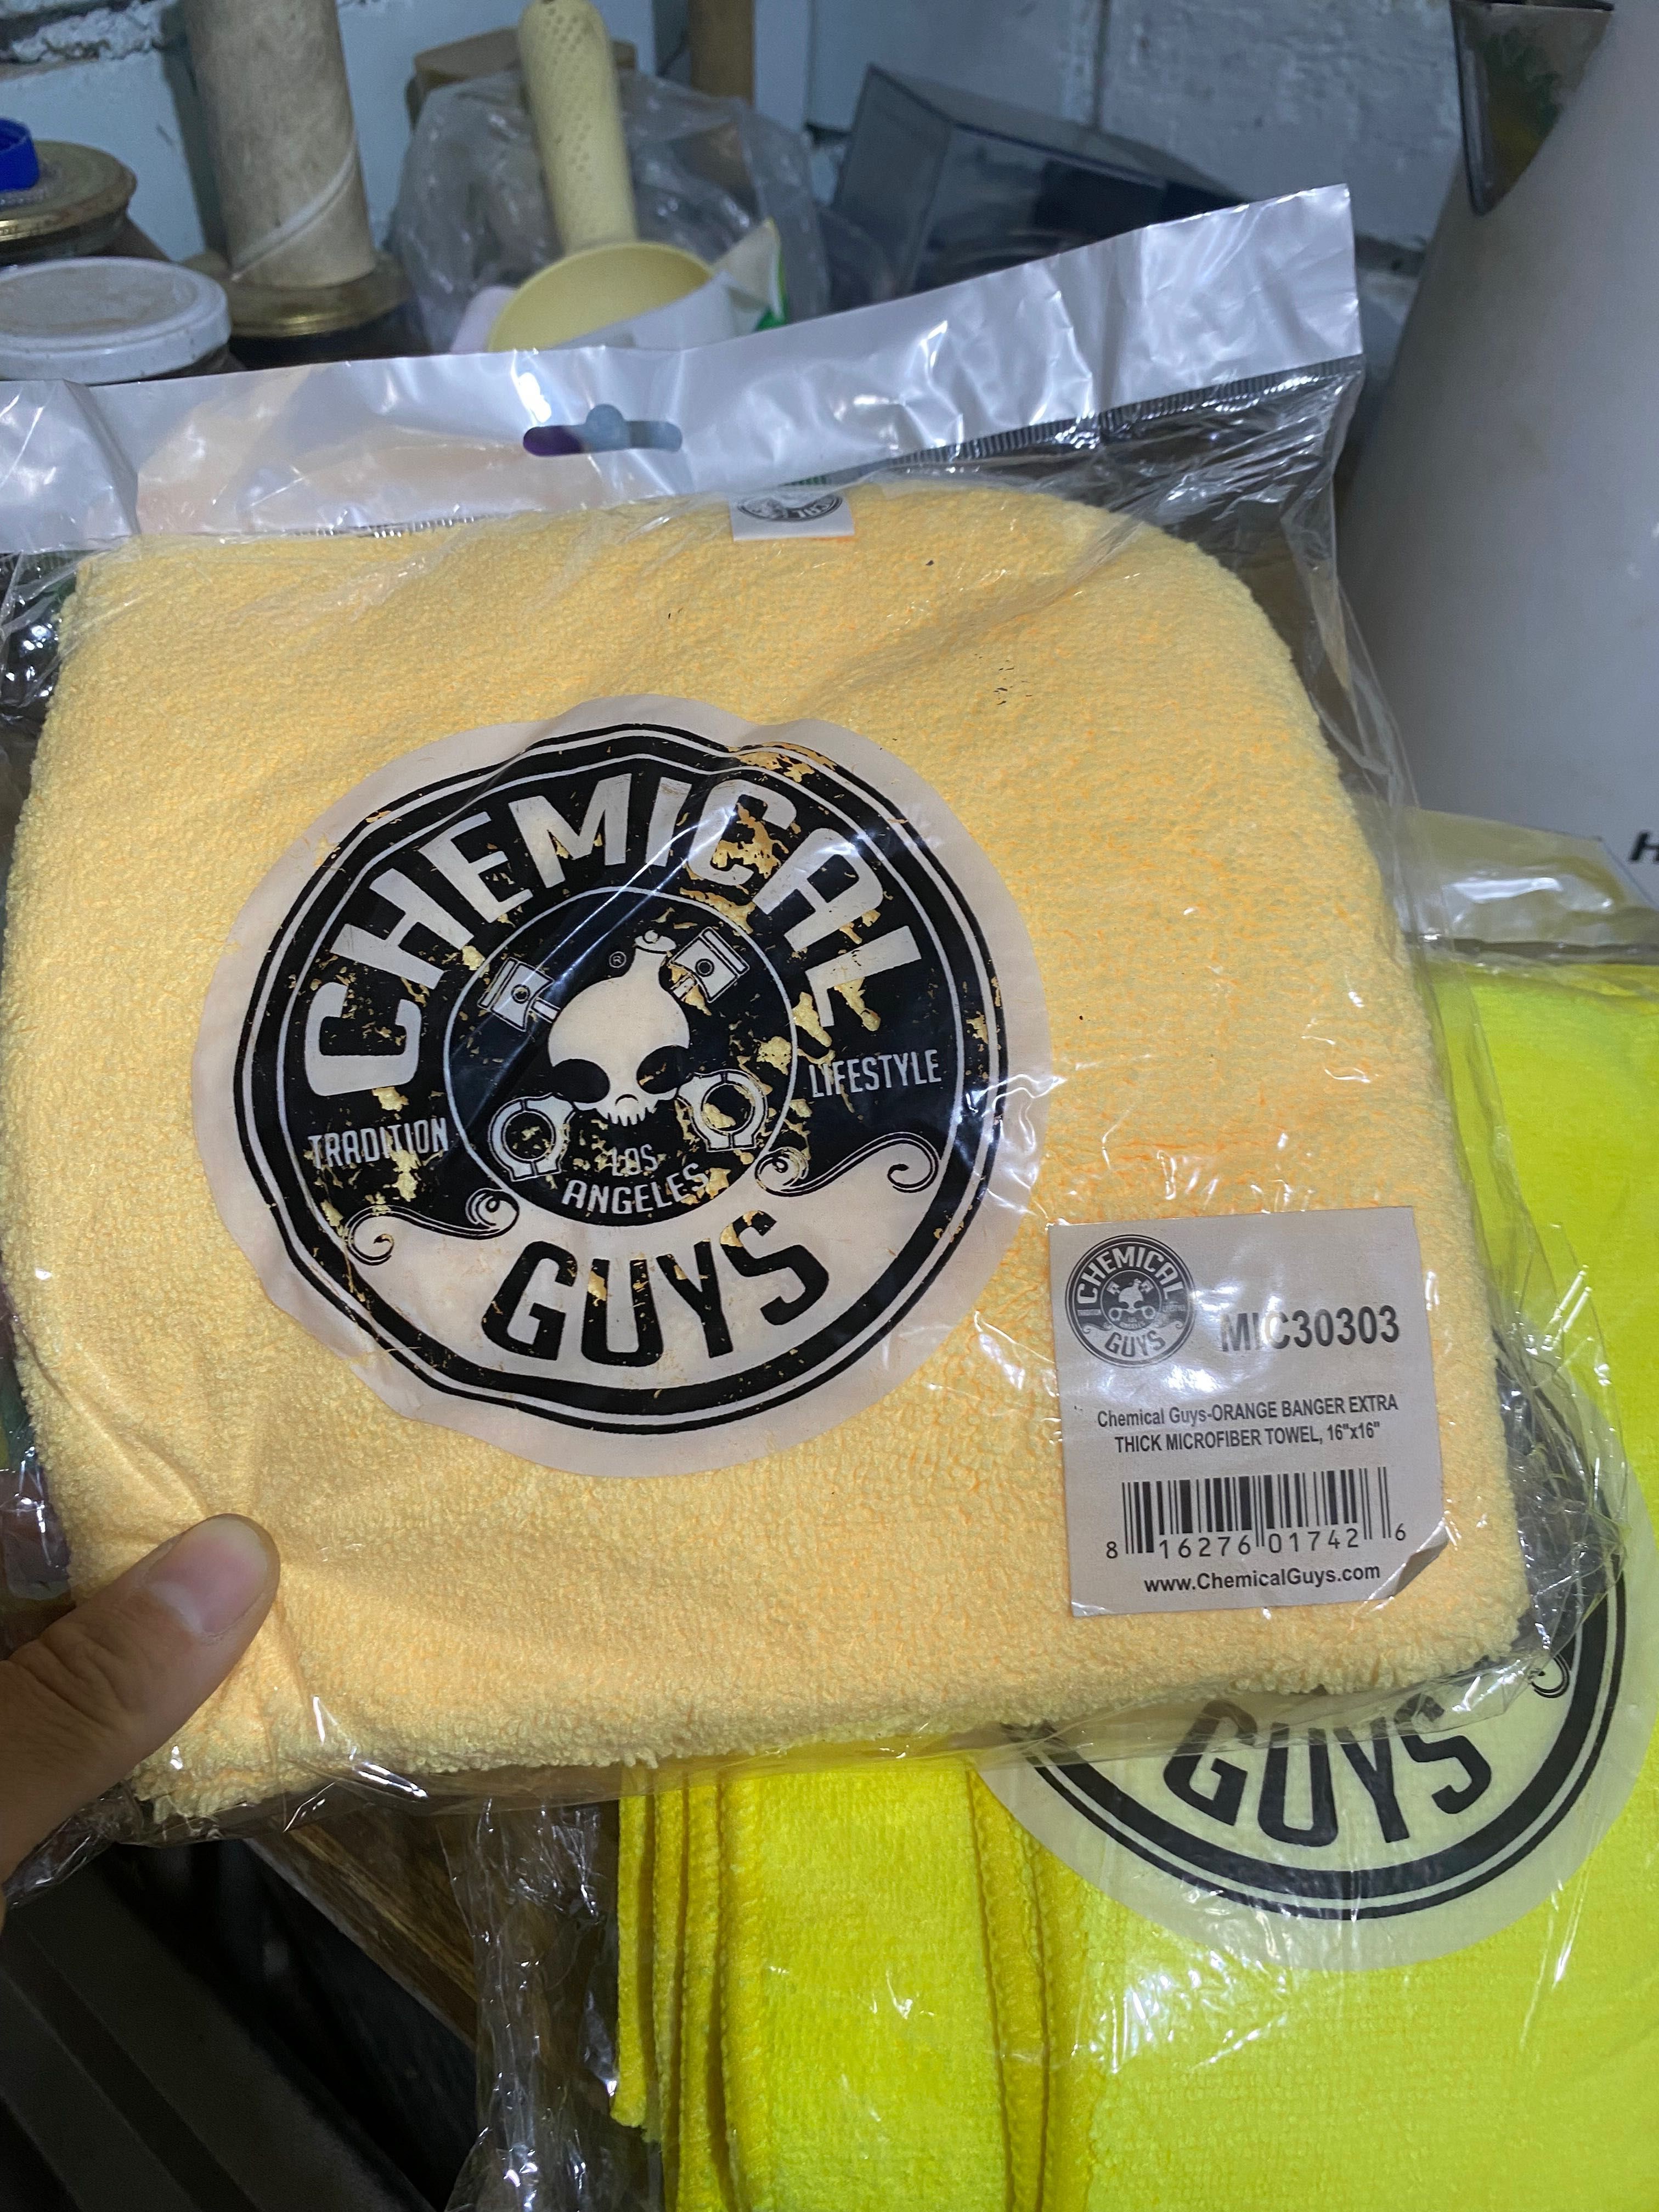 CHEMICAL
®
TRADITION
LIFESTYLE
LOS
ANGELES
GUYS
CHEMICAL
GUYS
MIC30303
Chemical Guys-ORANGE BANGER EXTRA
THICK MICROFIBER TOWEL, 16"x16"
8 16276 01742 6
www.ChemicalGuys.com
GUYS
H